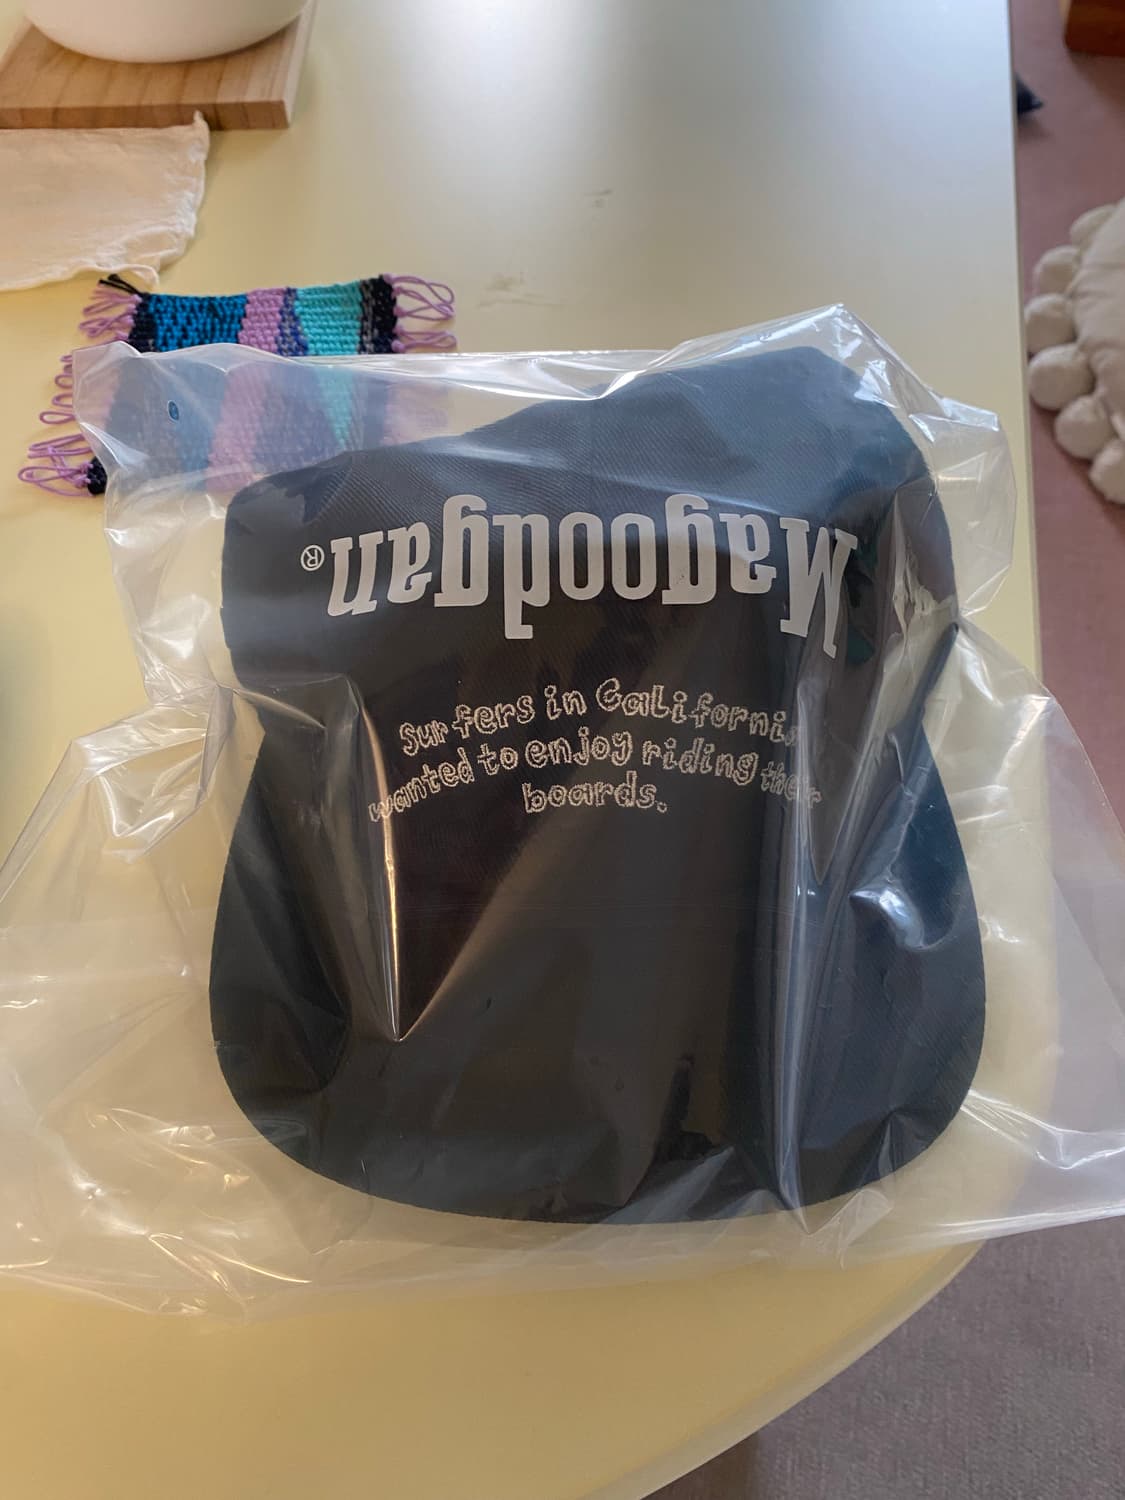 Magoodgan®
Surfers in California
wanted to enjoy riding their
boards.